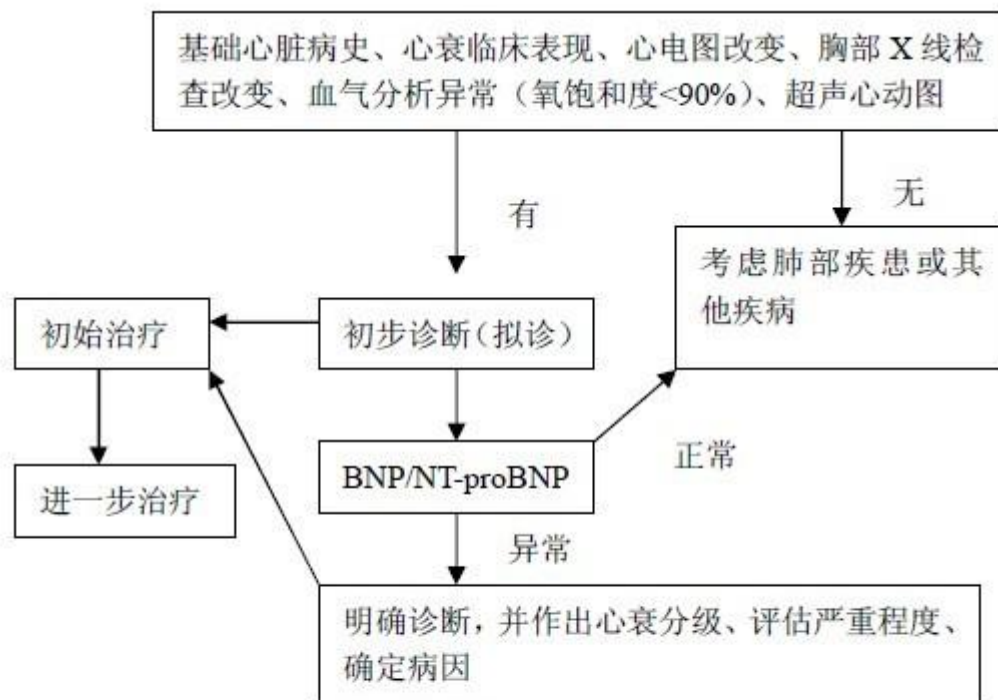 基础心脏病史、心衰临床表现、心电图改变、胸部 X 线检
查改变、血气分析异常（氧饱和度<90%）、超声心动图
有
无
考虑肺部疾患或其
他疾病
初始治疗
初步诊断（拟诊）
正常
BNP/NT-proBNP
进一步治疗
异常
明确诊断，并作出心衰分级、评估严重程度、
确定病因